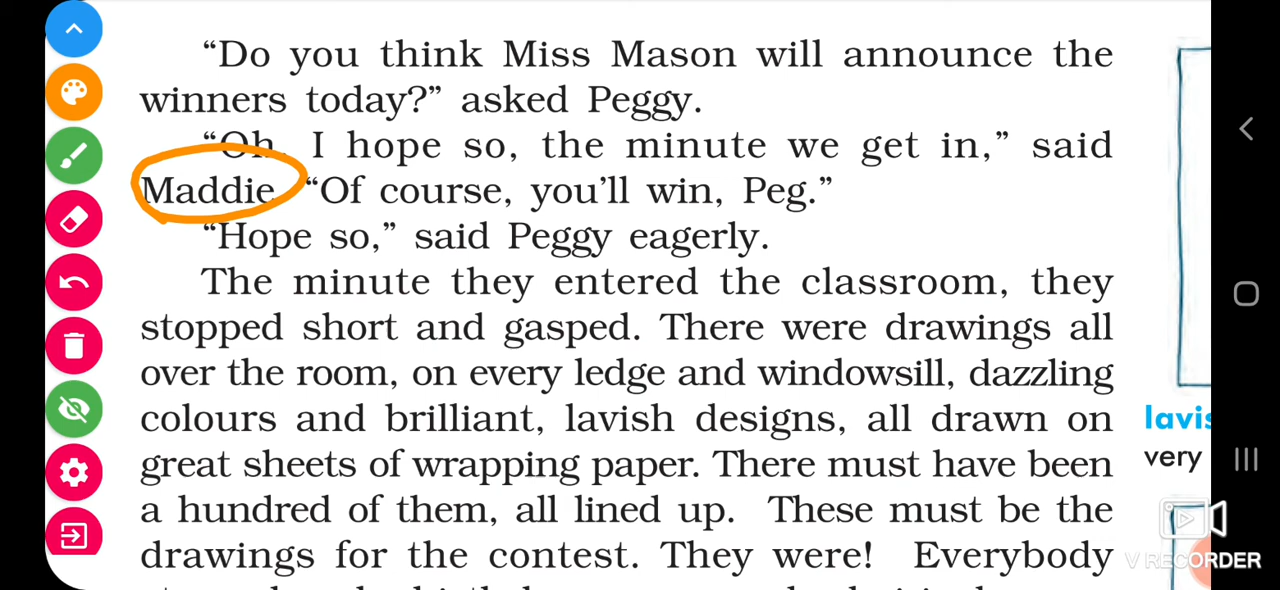 “Do you think Miss Mason will announce the
winners today?” asked Peggy.
“Oh, I hope so, the minute we get in,” said
Maddie. “Of course, you’ll win, Peg.”
“Hope so,” said Peggy eagerly.
The minute they entered the classroom, they
stopped short and gasped. There were drawings all
over the room, on every ledge and windowsill, dazzling
colours and brilliant, lavish designs, all drawn on
great sheets of wrapping paper. There must have been
a hundred of them, all lined up. These must be the
drawings for the contest. They were! Everybody
lavis
very
V RECORDER